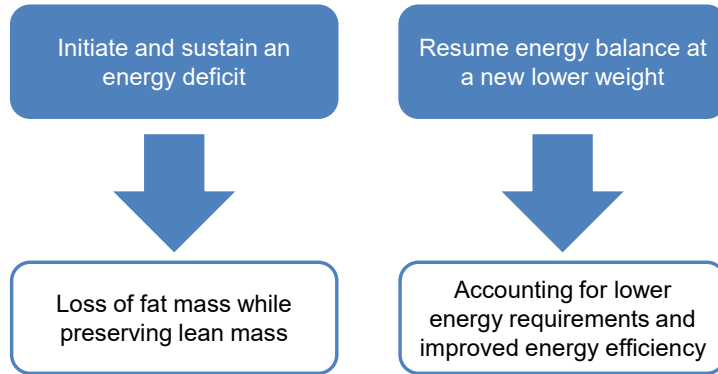 Initiate and sustain an
energy deficit
Resume energy balance at
a new lower weight
Loss of fat mass while
preserving lean mass
Accounting for lower
energy requirements and
improved energy efficiency